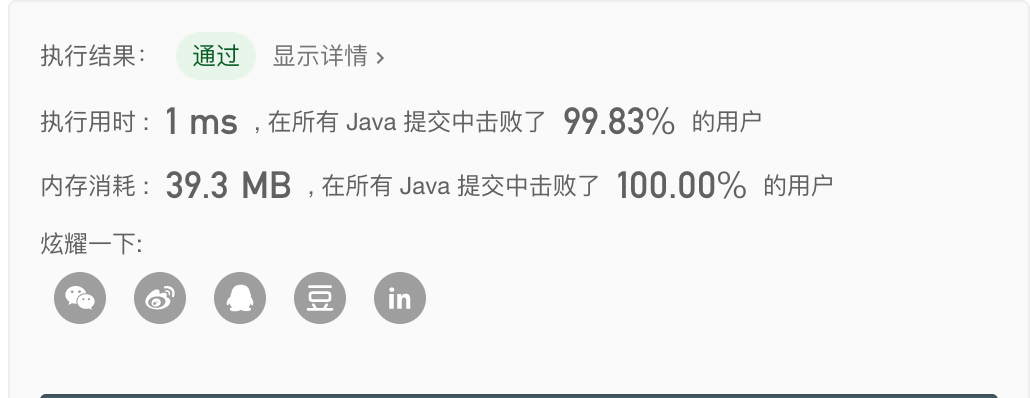 执行结果： 通过 显示详情 ›
执行用时：1 ms ，在所有 Java 提交中击败了 99.83% 的用户
内存消耗：39.3 MB ，在所有 Java 提交中击败了 100.00% 的用户
炫耀一下:
豆 in